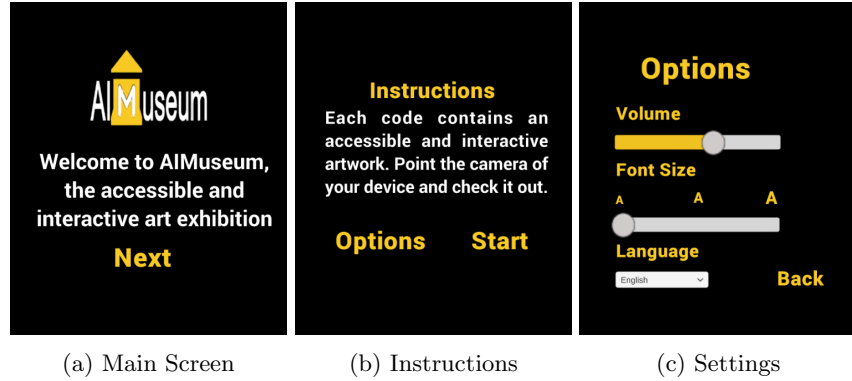 AIMuseum
Welcome to AIMuseum,
the accessible and
interactive art exhibition
Next
(a) Main Screen
Instructions
Each code contains an
accessible and interactive
artwork. Point the camera of
your device and check it out.
Options Start
(b) Instructions
Options
Volume
Font Size
A A A
Language
English
Back
(c) Settings